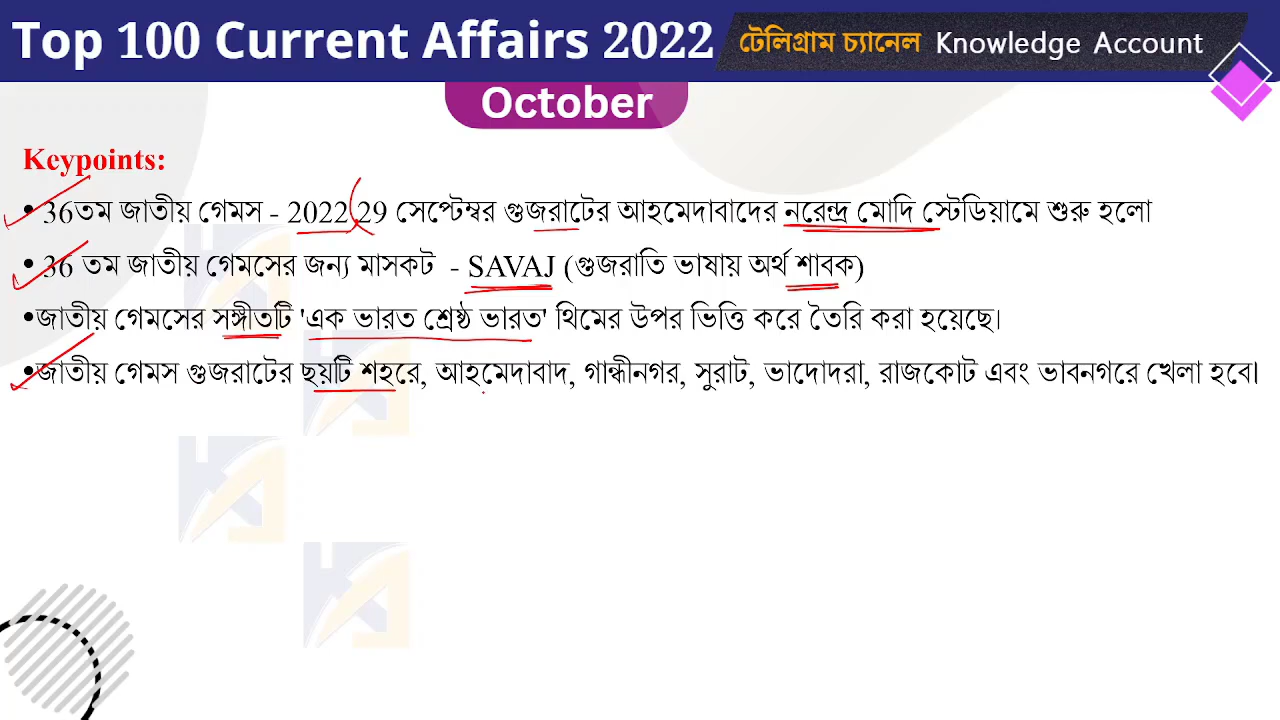 Top 100 Current Affairs 2022 টেলিগ্রাম চ্যানেল Knowledge Account
October
Keypoints:
• 36তম জাতীয় গেমস - 2022 29 সেপ্টেম্বর গুজরাটের আহমেদাবাদের নরেন্দ্র মোদি স্টেডিয়ামে শুরু হলো
• 36 তম জাতীয় গেমসের জন্য মাসকট - SAVAJ (গুজরাতি ভাষায় অর্থ শাবক)
•জাতীয় গেমসের সঙ্গীতটি 'এক ভারত শ্রেষ্ঠ ভারত' থিমের উপর ভিত্তি করে তৈরি করা হয়েছে।
•জাতীয় গেমস গুজরাটের ছয়টি শহরে, আহমেদাবাদ, গান্ধীনগর, সুরাট, ভাদোদরা, রাজকোট এবং ভাবনগরে খেলা হবে।